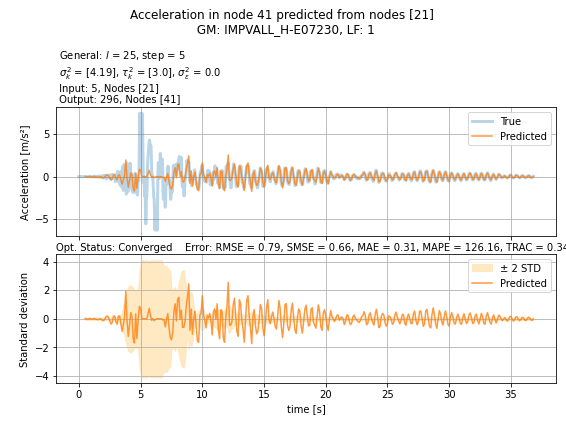 Acceleration in node 41 predicted from nodes [21]
GM: IMPVALL_H-E07230, LF: 1
General: l = 25, step = 5
σ²ₖ = [4.19], τ²ₖ = [3.0], σ²ε = 0.0
Input: 5, Nodes [21]
Output: 296, Nodes [41]
Acceleration [m/s²]
5
0
−5
True
Predicted
Opt. Status: Converged Error: RMSE = 0.79, SMSE = 0.66, MAE = 0.31, MAPE = 126.16, TRAC = 0.34
Standard deviation
4
2
0
−2
−4
± 2 STD
Predicted
0 5 10 15 20 25 30 35
time [s]